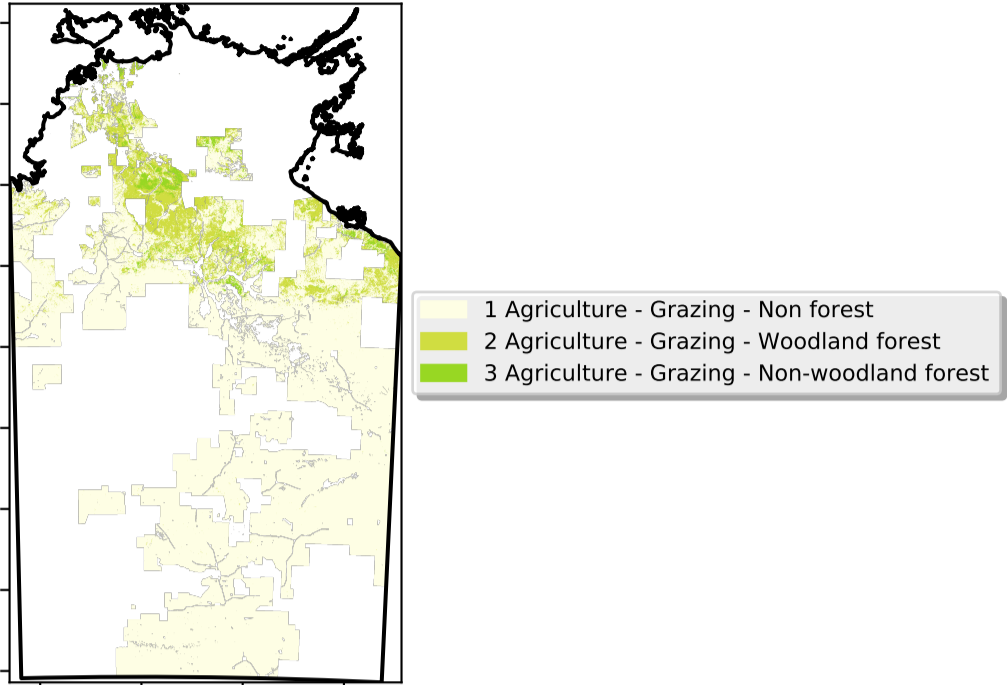 1 Agriculture - Grazing - Non forest
2 Agriculture - Grazing - Woodland forest
3 Agriculture - Grazing - Non-woodland forest